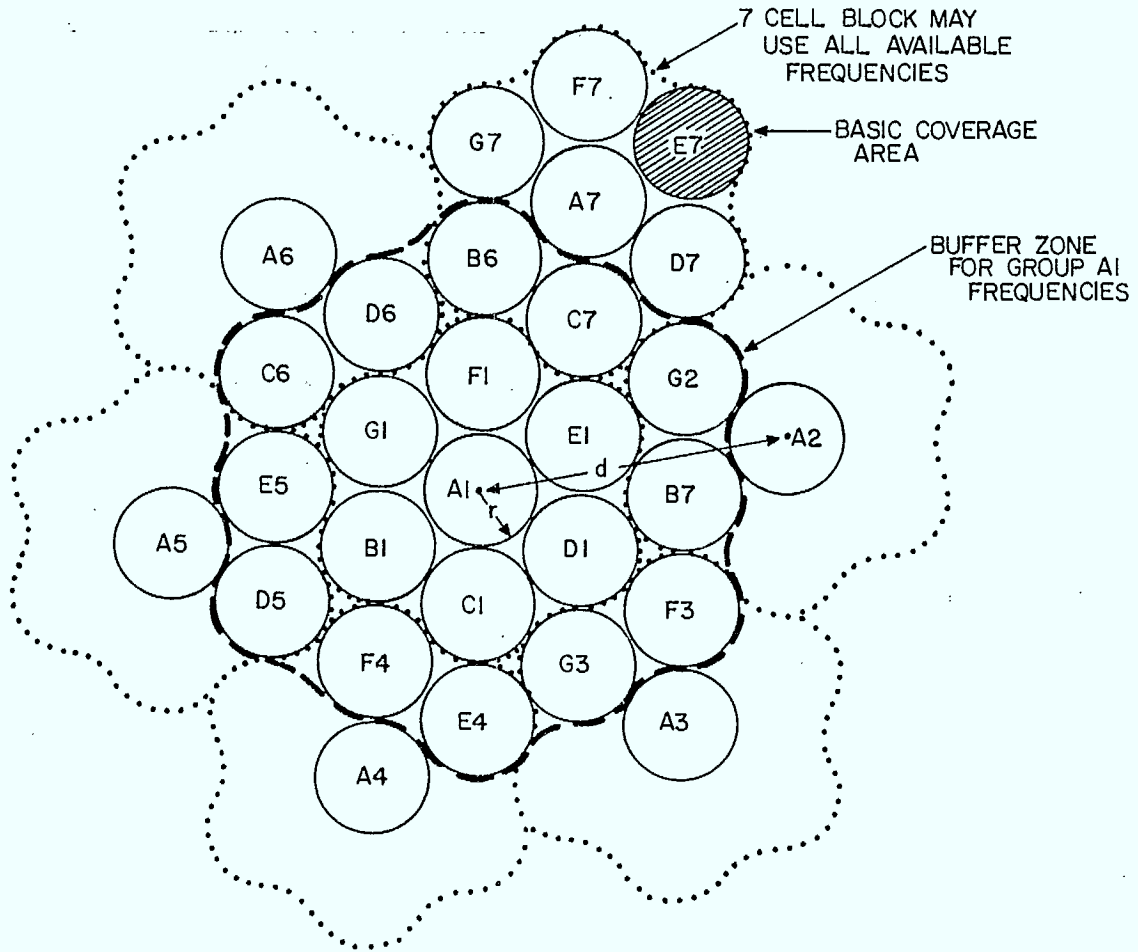 7 CELL BLOCK MAY
USE ALL AVAILABLE
FREQUENCIES
F7
G7
E7
BASIC COVERAGE
AREA
A7
A6
B6
D7
BUFFER ZONE
FOR GROUP A1
FREQUENCIES
D6
C7
C6
F1
G2
G1
E1
A2
d
E5
A1
B7
r
A5
B1
D1
D5
C1
F3
F4
G3
E4
A3
A4